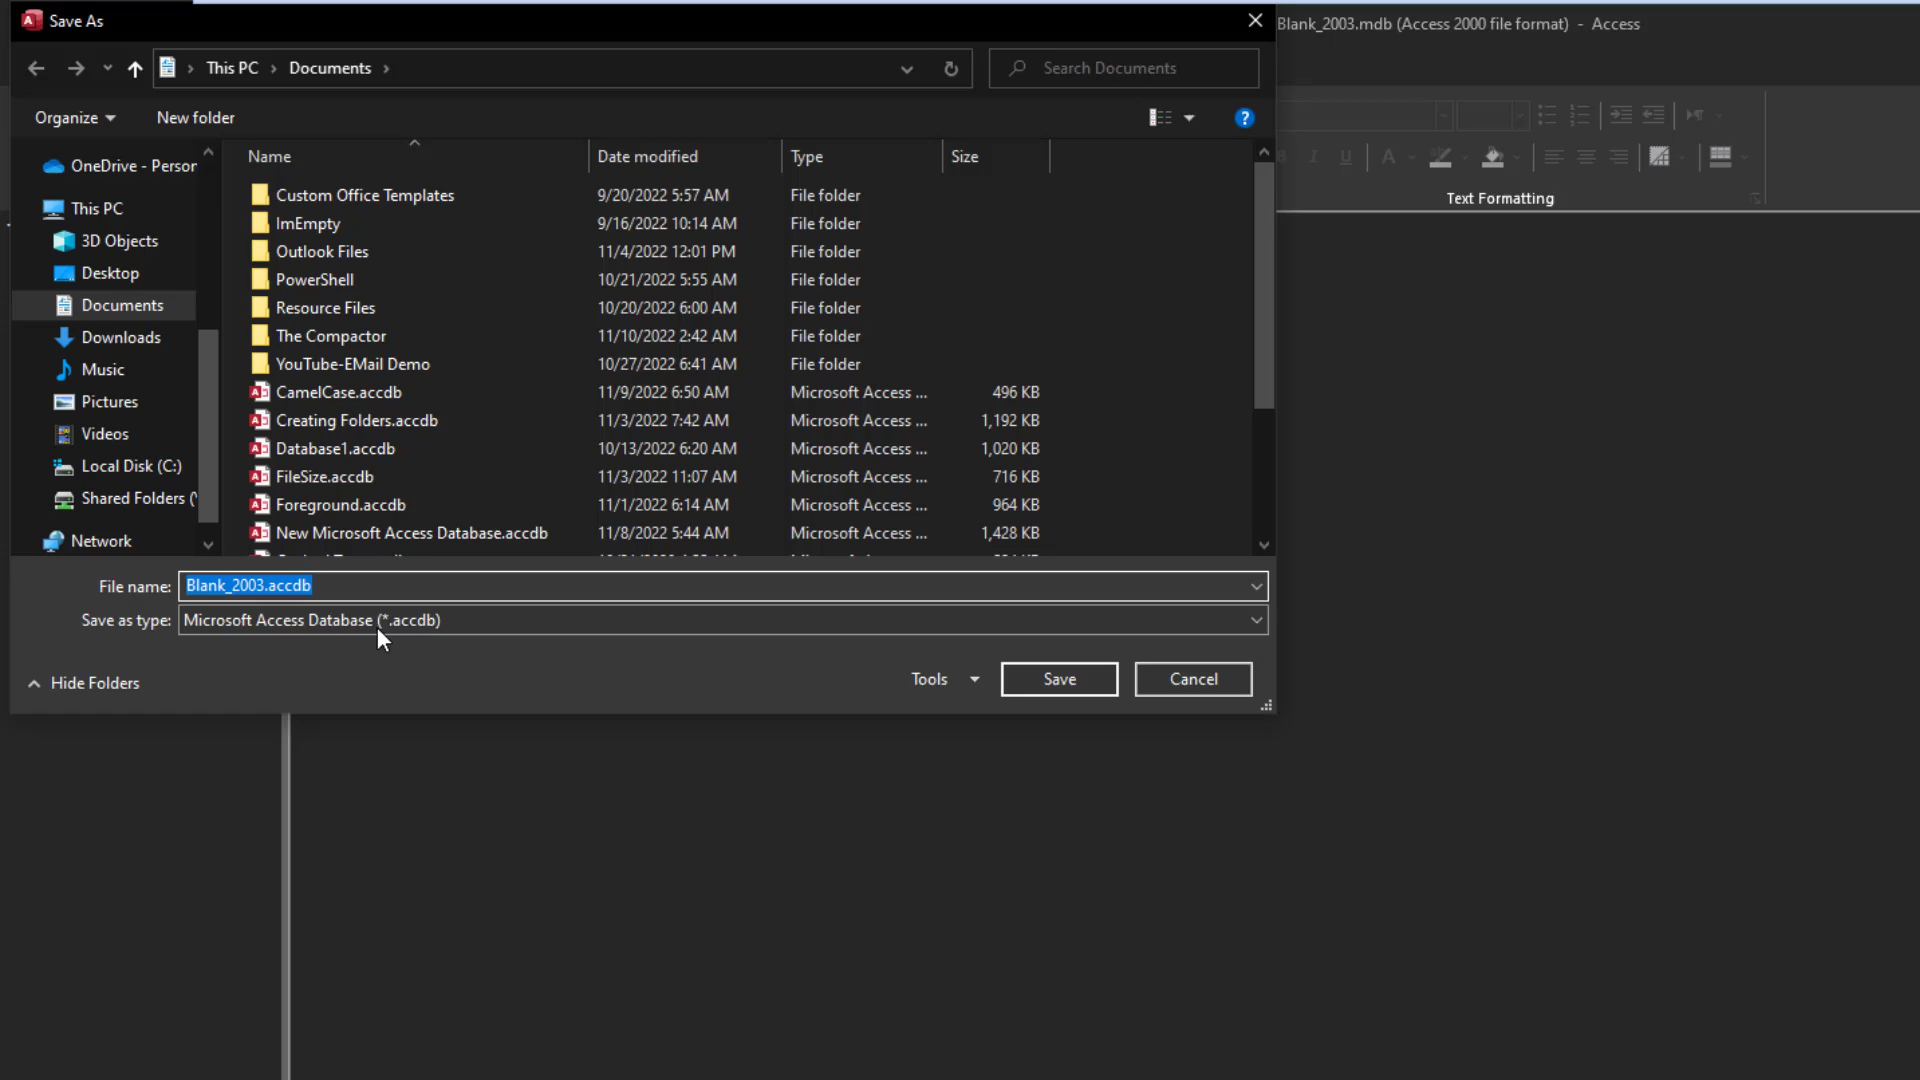 Save As
Blank_2003.mdb (Access 2000 file format) - Access
This PC > Documents >
Search Documents
Organize
New folder
Name Date modified Type Size
OneDrive - Person
This PC
3D Objects
Desktop
Documents
Downloads
Music
Pictures
Videos
Local Disk (C:)
Shared Folders (\
Network
Custom Office Templates 9/20/2022 5:57 AM File folder
ImEmpty 9/16/2022 10:14 AM File folder
Outlook Files 11/4/2022 12:01 PM File folder
PowerShell 10/21/2022 5:55 AM File folder
Resource Files 10/20/2022 6:00 AM File folder
The Compactor 11/10/2022 2:42 AM File folder
YouTube-EMail Demo 10/27/2022 6:41 AM File folder
CamelCase.accdb 11/9/2022 6:50 AM Microsoft Access ... 496 KB
Creating Folders.accdb 11/3/2022 7:42 AM Microsoft Access ... 1,192 KB
Database1.accdb 10/13/2022 6:20 AM Microsoft Access ... 1,020 KB
FileSize.accdb 11/3/2022 11:07 AM Microsoft Access ... 716 KB
Foreground.accdb 11/1/2022 6:14 AM Microsoft Access ... 964 KB
New Microsoft Access Database.accdb 11/8/2022 5:44 AM Microsoft Access ... 1,428 KB
File name: Blank_2003.accdb
Save as type: Microsoft Access Database (*.accdb)
Hide Folders
Tools
Save
Cancel
I U A
Text Formatting